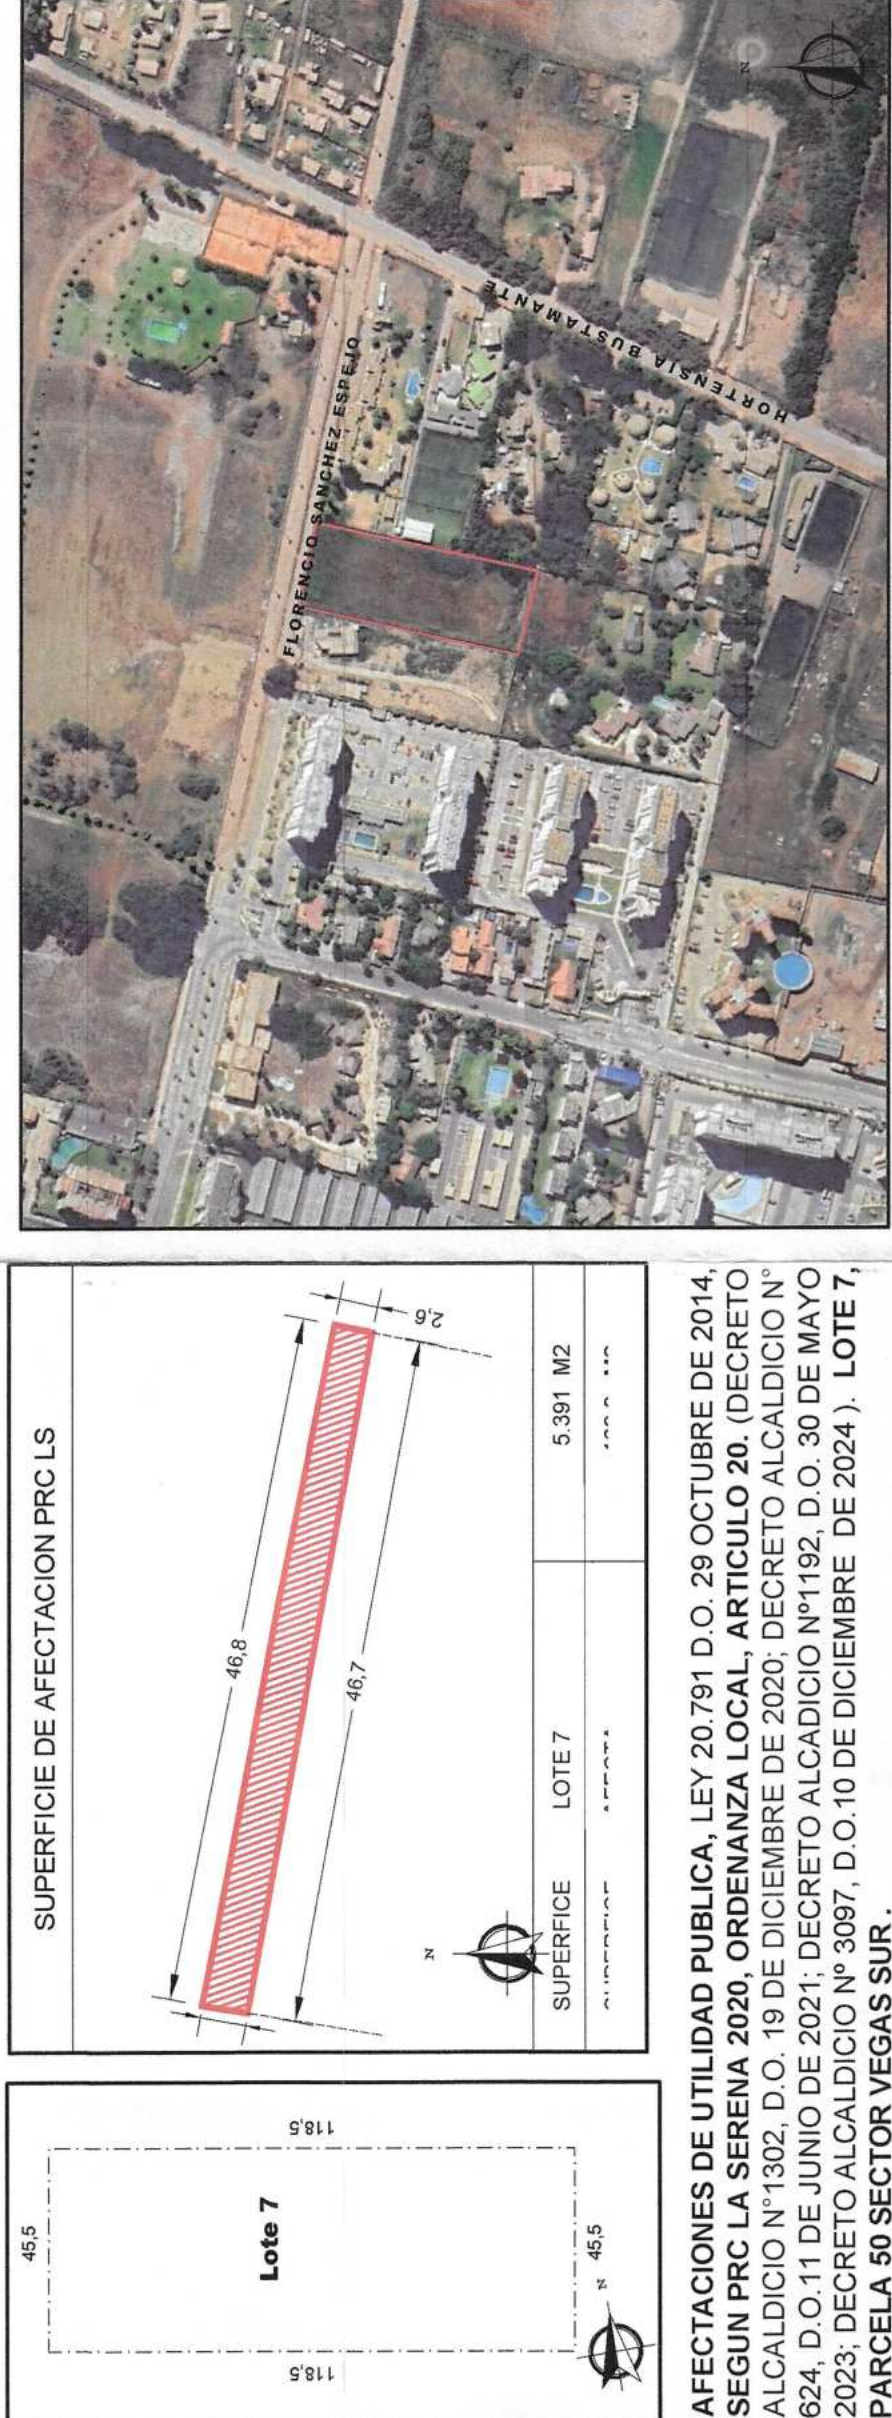 45,5
118,5
Lote 7
118,5
45,5
N
SUPERFICIE DE AFECTACION PRC LS
46,8
46,7
2,6
N
SUPERFICE LOTE 7 5.391 M2
FLORENCIO SANCHEZ ESPEJO
HORTENSIA BUSTAMANTE
N
AFECTACIONES DE UTILIDAD PUBLICA, LEY 20.791 D.O. 29 OCTUBRE DE 2014,
SEGUN PRC LA SERENA 2020, ORDENANZA LOCAL, ARTICULO 20. (DECRETO
ALCALDICIO N°1302, D.O. 19 DE DICIEMBRE DE 2020; DECRETO ALCALDICIO N°
624, D.O.11 DE JUNIO DE 2021; DECRETO ALCADICIO Nº1192, D.O. 30 DE MAYO
2023; DECRETO ALCALDICIO Nº 3097, D.O.10 DE DICIEMBRE DE 2024 ). LOTE 7,
PARCELA 50 SECTOR VEGAS SUR .